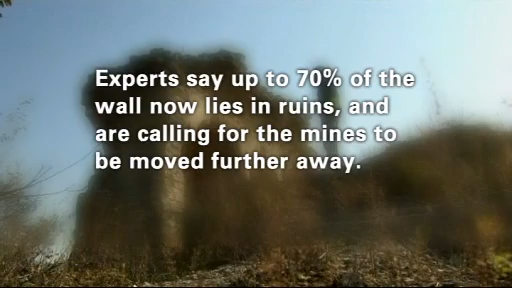 Experts say up to 70% of the
wall now lies in ruins, and
are calling for the mines to
be moved further away.